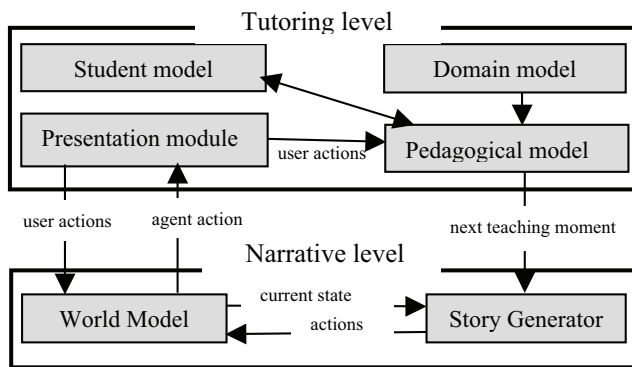 Tutoring level
Student model
Domain model
Presentation module
user actions
Pedagogical model
user actions
agent action
next teaching moment
Narrative level
current state
World Model
actions
Story Generator